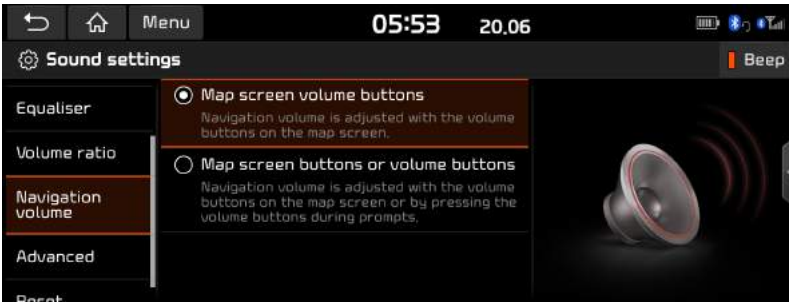 Menu
05:53
20.06
Sound settings
Beep
Equaliser
Volume ratio
Navigation
volume
Advanced
Reset
Map screen volume buttons
Navigation volume is adjusted with the volume
buttons on the map screen.
Map screen buttons or volume buttons
Navigation volume is adjusted with the volume
buttons on the map screen or by pressing the
volume buttons during prompts.